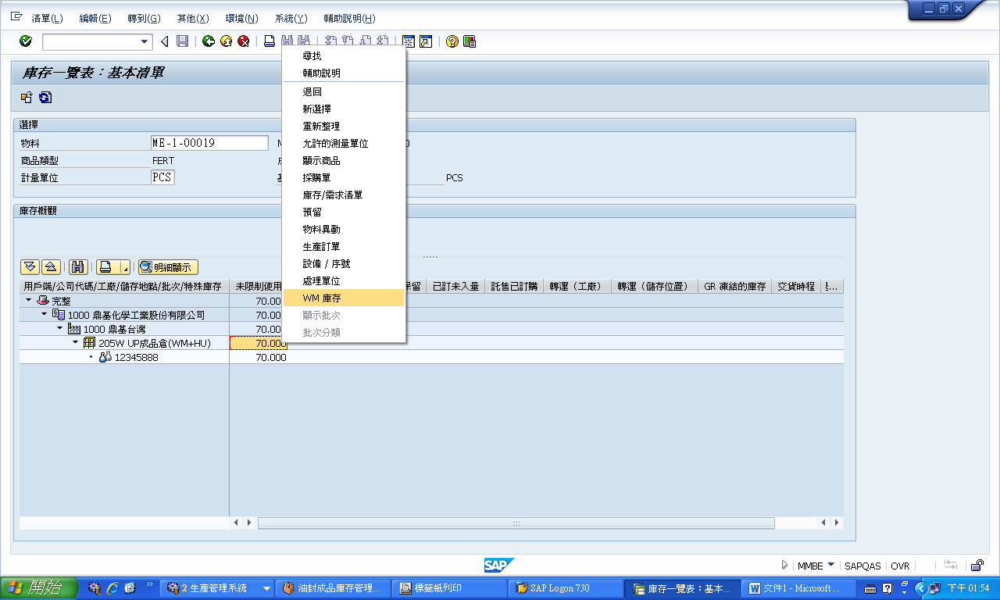 清單(L) 編輯(E) 轉到(G) 其他(X) 環境(N) 系統(Y) 輔助說明(H)
庫存一覽表：基本清單
尋找
輔助說明
退回
新選擇
重新整理
允許的測量單位
顯示商品
採購單
庫存/需求清單
預留
物料異動
生產訂單
設備 / 序號
處理單位
WM 庫存
顯示批次
批次分類
選擇
物料 ME-1-00019
商品類型 FERT
計量單位 PCS PCS
庫存概觀
明細顯示
用戶端/公司代碼/工廠/儲存地點/批次/特殊庫存 未限制使用 已訂未入量 託售已訂購 轉運（工廠） 轉運（儲存位置） GR 凍結的庫存 交貨時程
完整 70.00
1000 鼎基化學工業股份有限公司 70.00
1000 鼎基台灣 70.00
205W UP成品倉(WM+HU) 70.000
12345888 70.000
SAP MMBE SAPQAS OVR
開始 2 生產管理系統 油封成品庫存管理... 標籤紙列印 SAP Logon 730 庫存一覽表：基本... 文件1 - Microsoft ... 下午 01:54